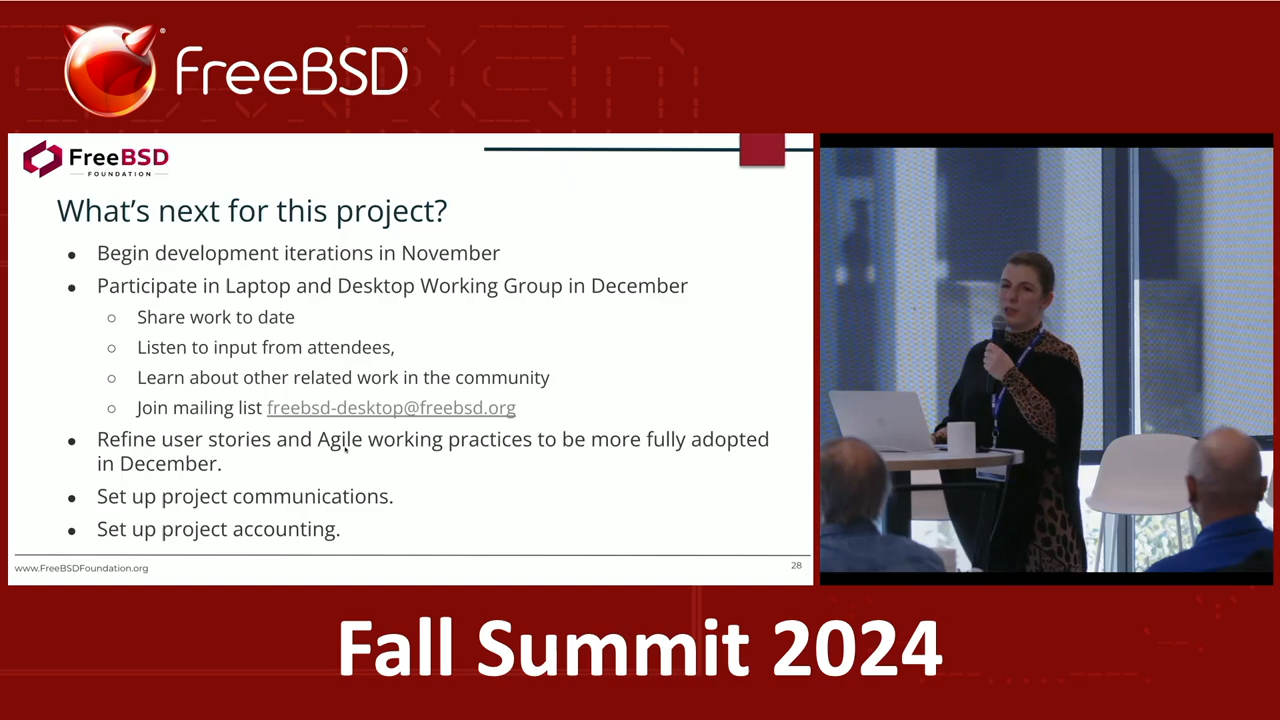 FreeBSD®
FreeBSD
FOUNDATION
What's next for this project?
● Begin development iterations in November
● Participate in Laptop and Desktop Working Group in December
○ Share work to date
○ Listen to input from attendees,
○ Learn about other related work in the community
○ Join mailing list freebsd-desktop@freebsd.org
● Refine user stories and Agile working practices to be more fully adopted
in December.
● Set up project communications.
● Set up project accounting.
www.FreeBSDFoundation.org
28
Fall Summit 2024